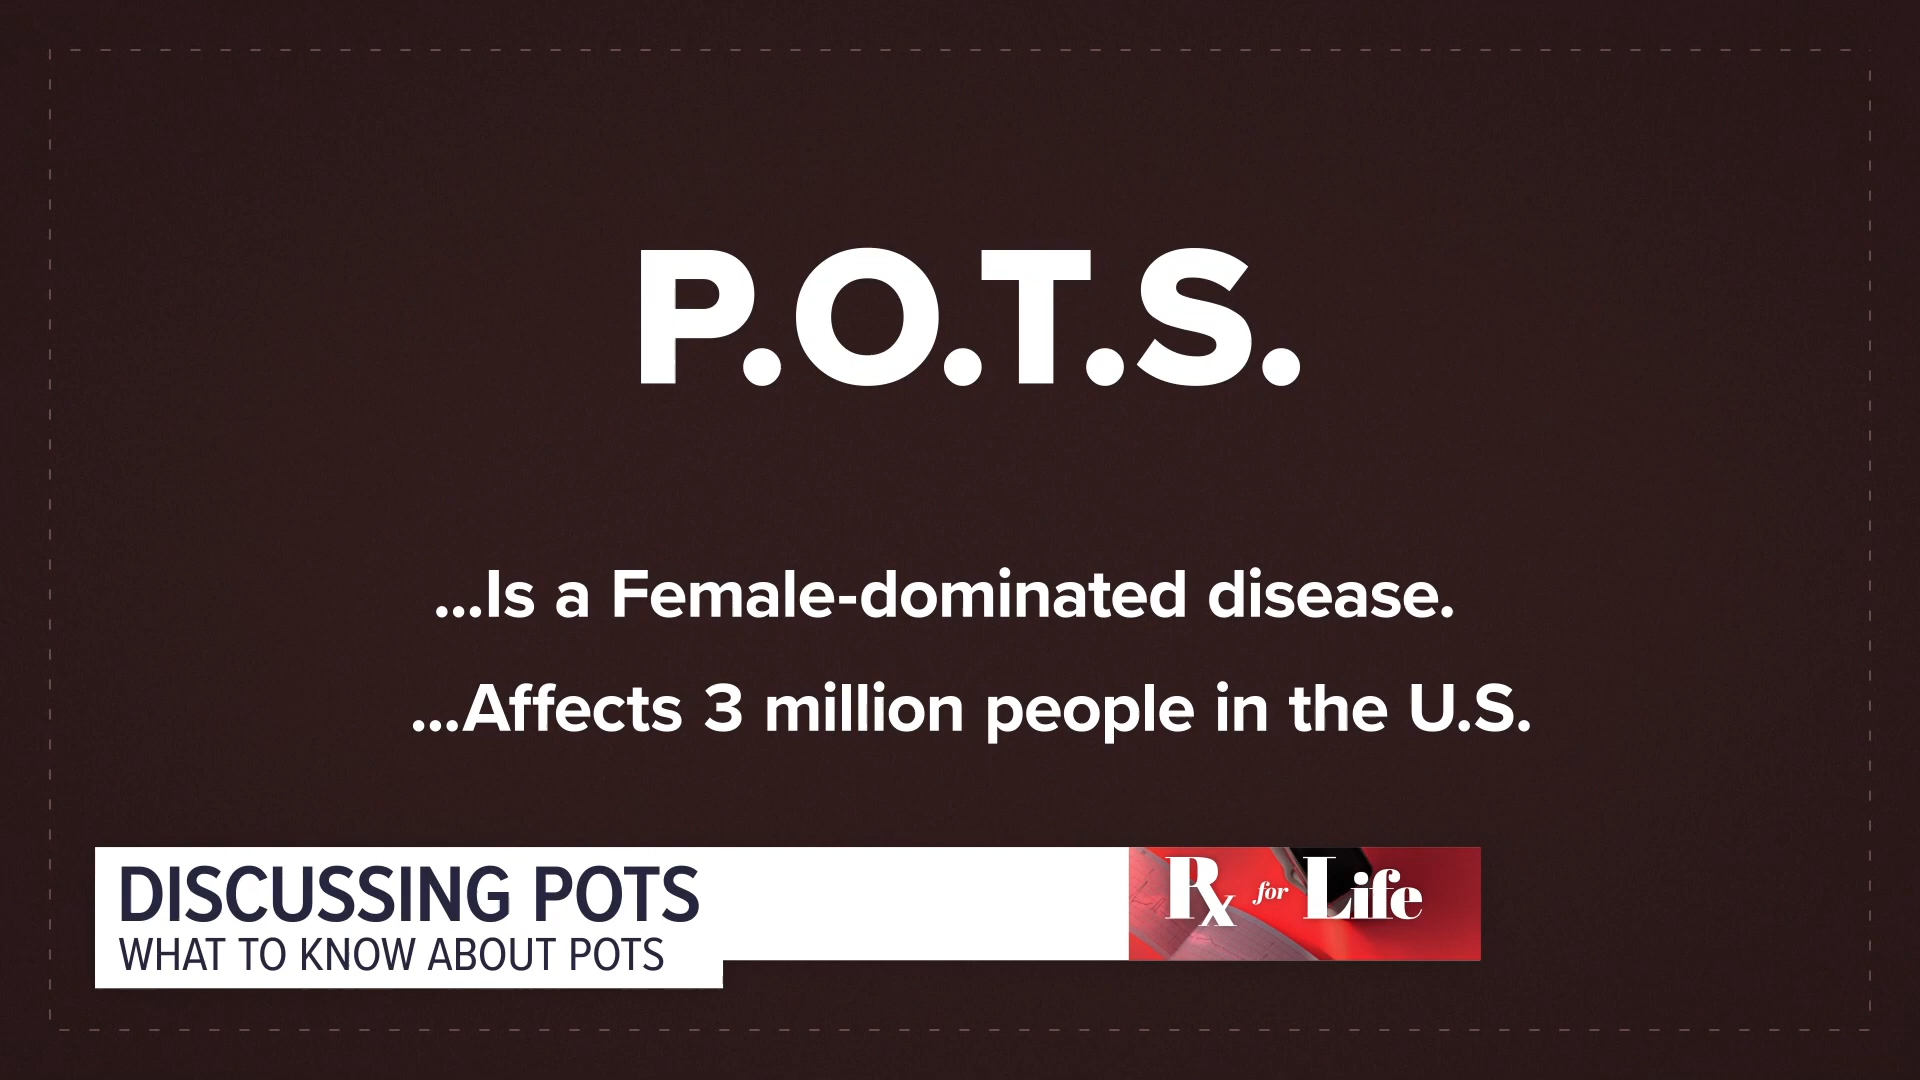 P.O.T.S.
...Is a Female-dominated disease.
...Affects 3 million people in the U.S.
DISCUSSING POTS
WHAT TO KNOW ABOUT POTS
Rx for Life